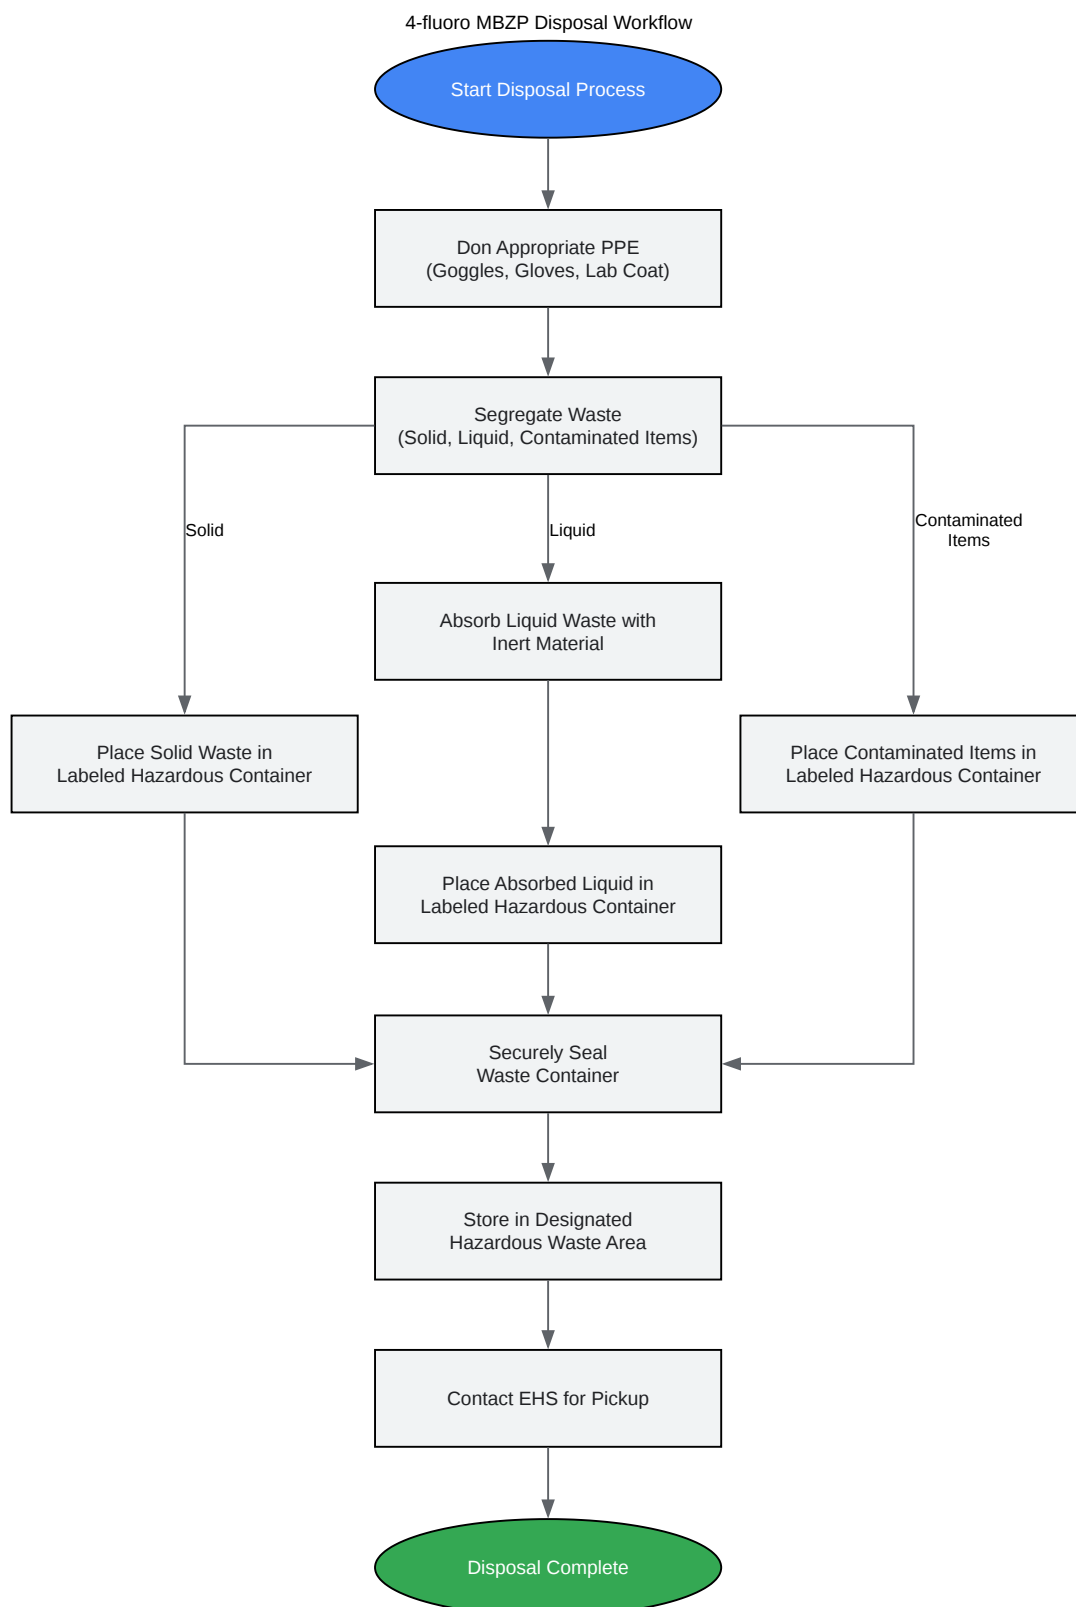 4-fluoro MBZP Disposal Workflow
Start Disposal Process
Don Appropriate PPE
(Goggles, Gloves, Lab Coat)
Segregate Waste
(Solid, Liquid, Contaminated Items)
Solid
Liquid
Contaminated
Items
Absorb Liquid Waste with
Inert Material
Place Solid Waste in
Labeled Hazardous Container
Place Contaminated Items in
Labeled Hazardous Container
Place Absorbed Liquid in
Labeled Hazardous Container
Securely Seal
Waste Container
Store in Designated
Hazardous Waste Area
Contact EHS for Pickup
Disposal Complete